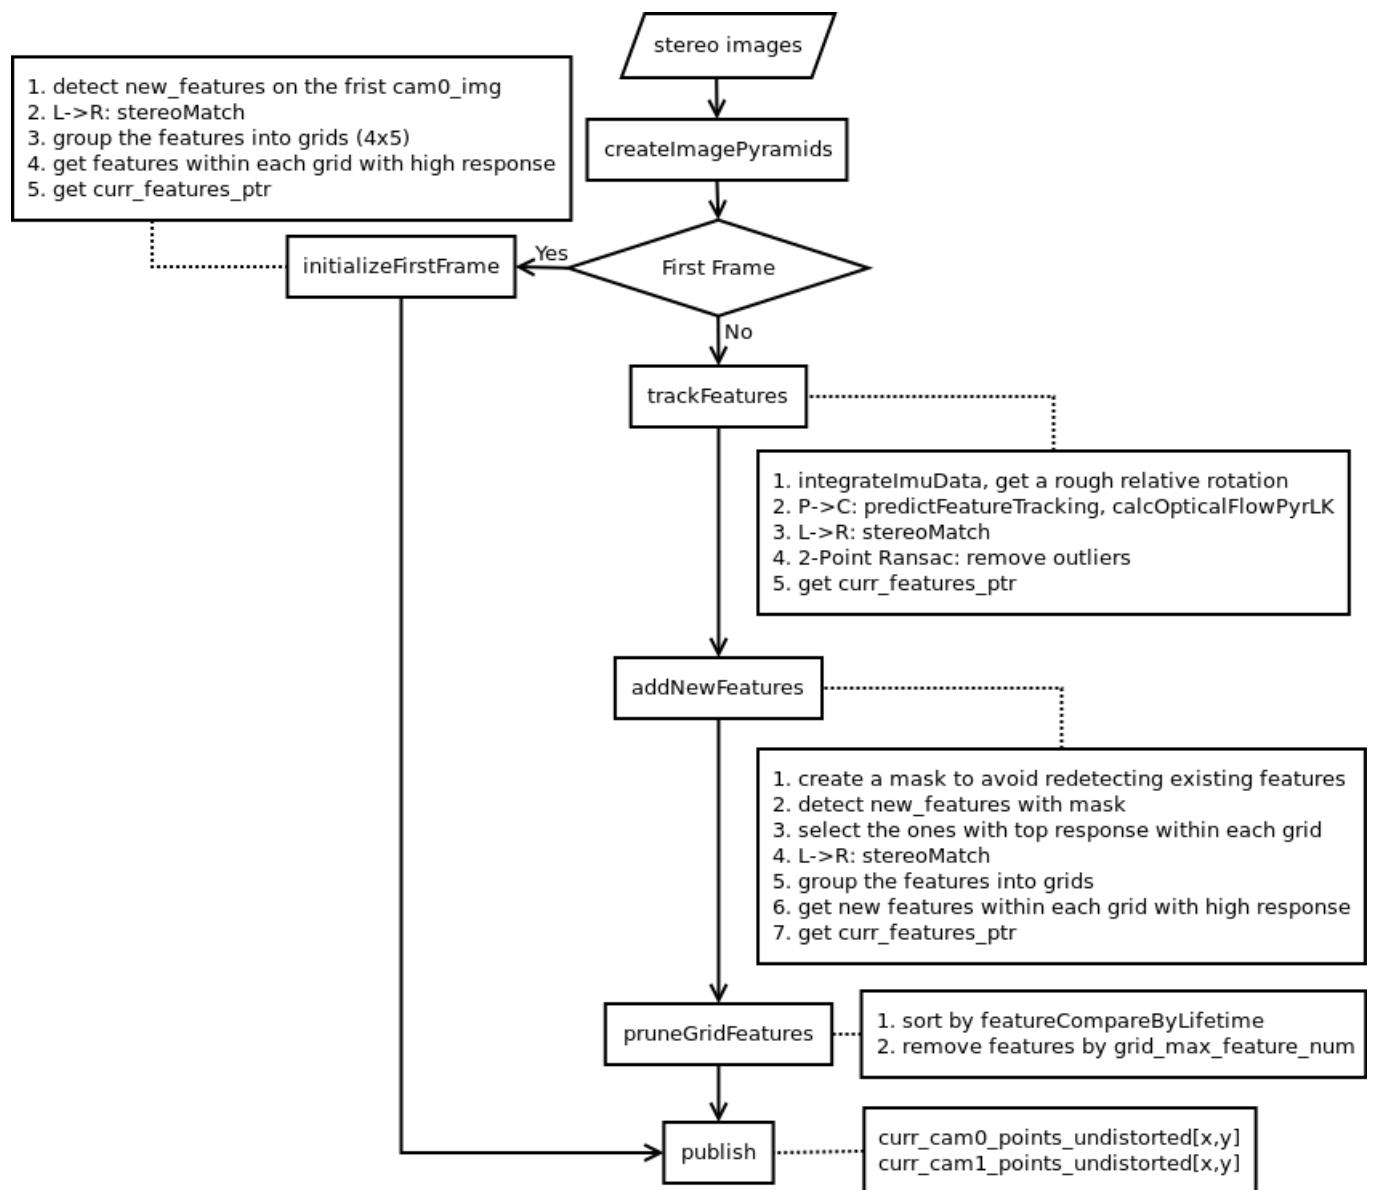 stereo images
createImagePyramids
First Frame
Yes
No
initializeFirstFrame
1. detect new_features on the frist cam0_img
2. L->R: stereoMatch
3. group the features into grids (4x5)
4. get features within each grid with high response
5. get curr_features_ptr
trackFeatures
1. integrateImuData, get a rough relative rotation
2. P->C: predictFeatureTracking, calcOpticalFlowPyrLK
3. L->R: stereoMatch
4. 2-Point Ransac: remove outliers
5. get curr_features_ptr
addNewFeatures
1. create a mask to avoid redetecting existing features
2. detect new_features with mask
3. select the ones with top response within each grid
4. L->R: stereoMatch
5. group the features into grids
6. get new features within each grid with high response
7. get curr_features_ptr
pruneGridFeatures
1. sort by featureCompareByLifetime
2. remove features by grid_max_feature_num
publish
curr_cam0_points_undistorted[x,y]
curr_cam1_points_undistorted[x,y]